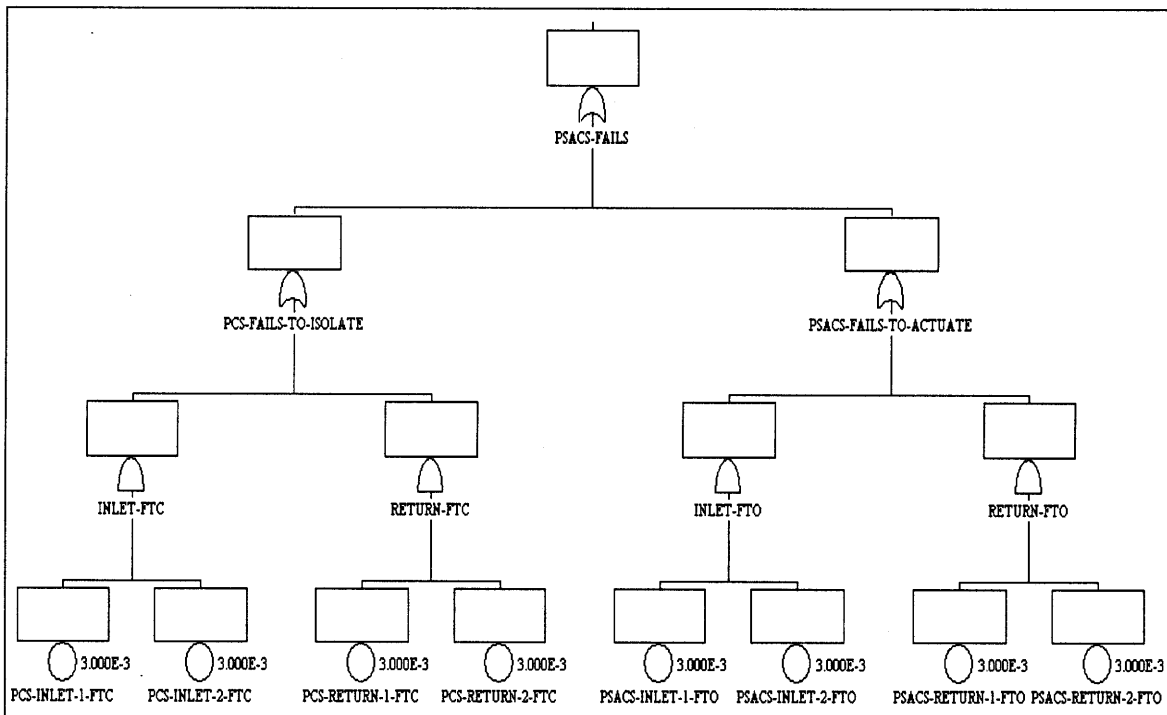 PSACS-FAILS
PCS-FAILS-TO-ISOLATE
PSACS-FAILS-TO-ACTUATE
INLET-FTC
RETURN-FTC
INLET-FTO
RETURN-FTO
3.000E-3
3.000E-3
3.000E-3
3.000E-3
3.000E-3
3.000E-3
3.000E-3
3.000E-3
PCS-INLET-1-FTC
PCS-INLET-2-FTC
PCS-RETURN-1-FTC
PCS-RETURN-2-FTC
PSACS-INLET-1-FTO
PSACS-INLET-2-FTO
PSACS-RETURN-1-FTO
PSACS-RETURN-2-FTO